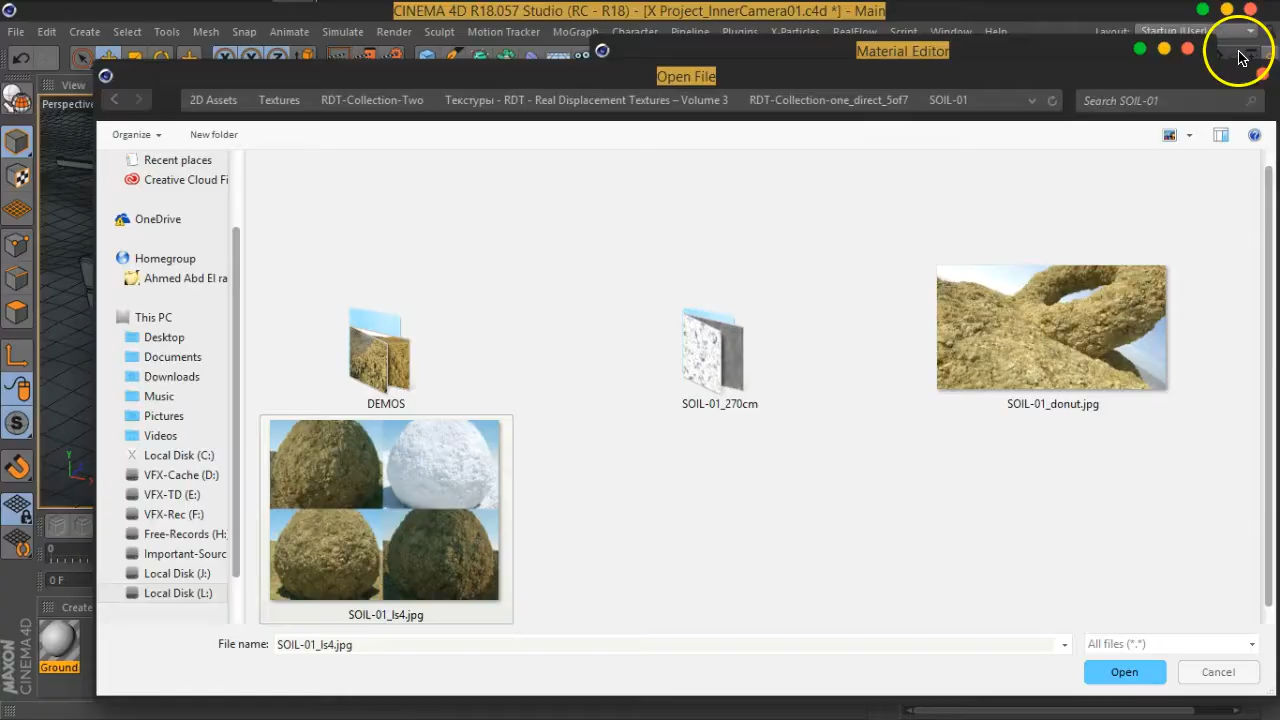 CINEMA 4D R18.057 Studio (RC - R18) - [X Project_InnerCamera01.c4d *] - Main
File Edit Create Select Tools Mesh Snap Animate Simulate Render Sculpt Motion Tracker MoGraph Character Pipeline Plugins X-Particles RealFlow Script Window Help Layout: Startup (User)
Material Editor
View
Open File
Perspective
2D Assets Textures RDT-Collection-Two Текстуры - RDT - Real Displacement Textures – Volume 3 RDT-Collection-one_direct_5of7 SOIL-01 Search SOIL-01
Organize New folder
Recent places
Creative Cloud Fi
OneDrive
Homegroup
Ahmed Abd El ra
This PC
Desktop
Documents
Downloads
Music
Pictures
Videos
Local Disk (C:)
VFX-Cache (D:)
VFX-TD (E:)
VFX-Rec (F:)
Free-Records (H:
Important-Sourc
Local Disk (J:)
Local Disk (L:)
DEMOS
SOIL-01_270cm
SOIL-01_donut.jpg
SOIL-01_ls4.jpg
File name: SOIL-01_ls4.jpg All files (*.*)
Open Cancel
Y
0
0 F
Create
Ground
MAXON
CINEMA 4D